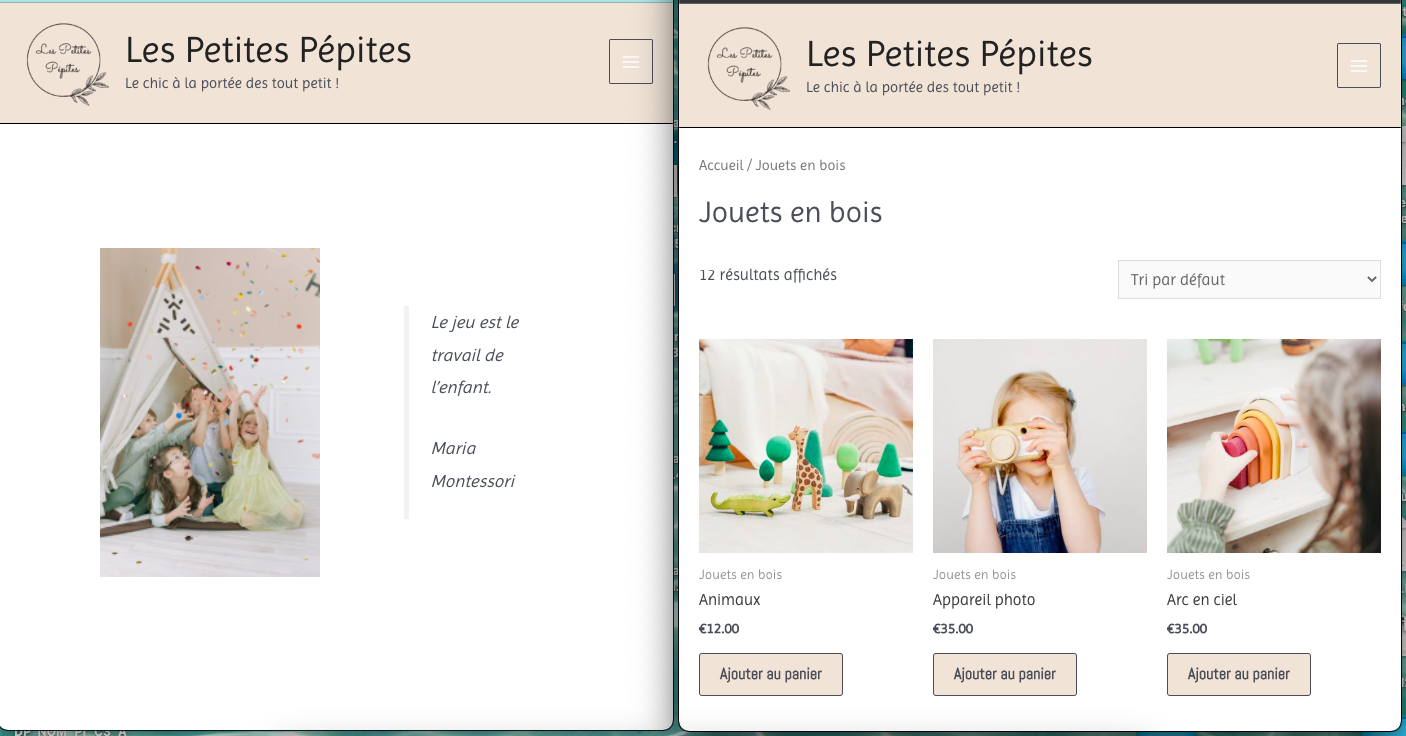 Les Petites
Pépites
Les Petites Pépites
Le chic à la portée des tout petit !
Le jeu est le
travail de
l'enfant.
Maria
Montessori
Les Petites
Pépites
Les Petites Pépites
Le chic à la portée des tout petit !
Accueil / Jouets en bois
Jouets en bois
12 résultats affichés
Tri par défaut
Jouets en bois
Animaux
€12.00
Ajouter au panier
Jouets en bois
Appareil photo
€35.00
Ajouter au panier
Jouets en bois
Arc en ciel
€35.00
Ajouter au panier